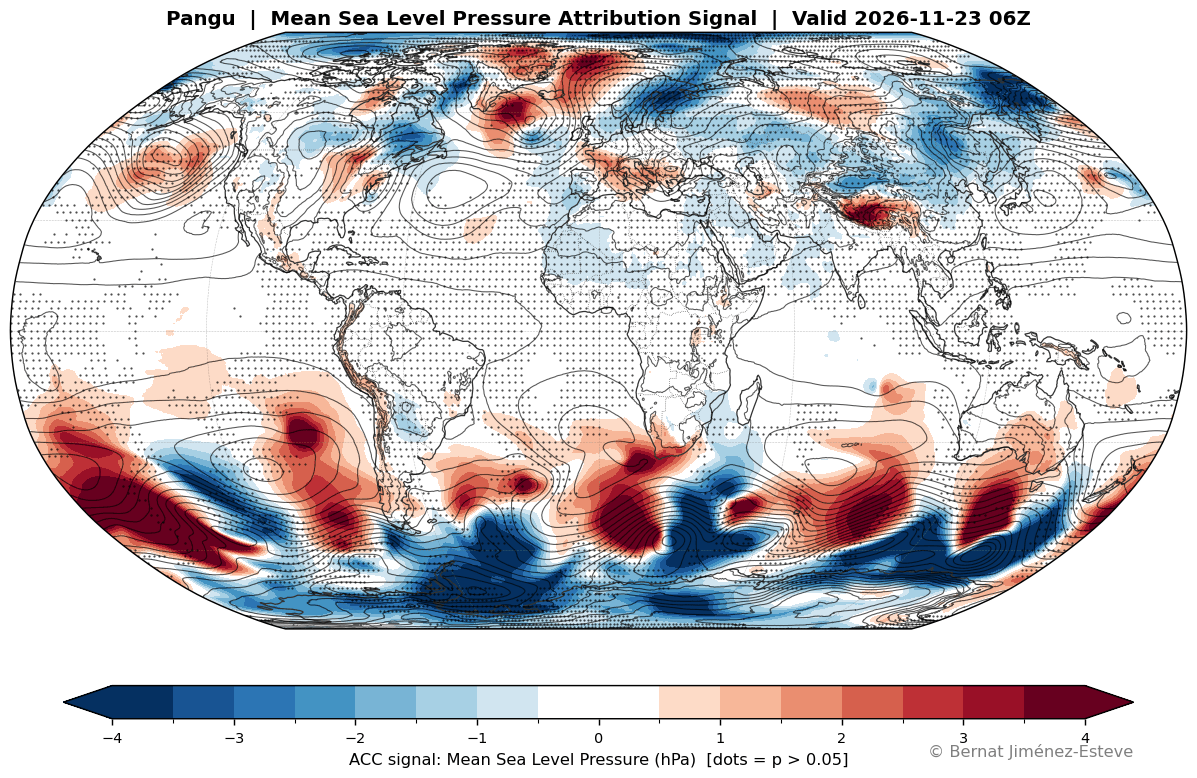 Pangu | Mean Sea Level Pressure Attribution Signal | Valid 2026-11-23 06Z
−4 −3 −2 −1 0 1 2 3 4
ACC signal: Mean Sea Level Pressure (hPa) [dots = p > 0.05]
© Bernat Jiménez-Esteve